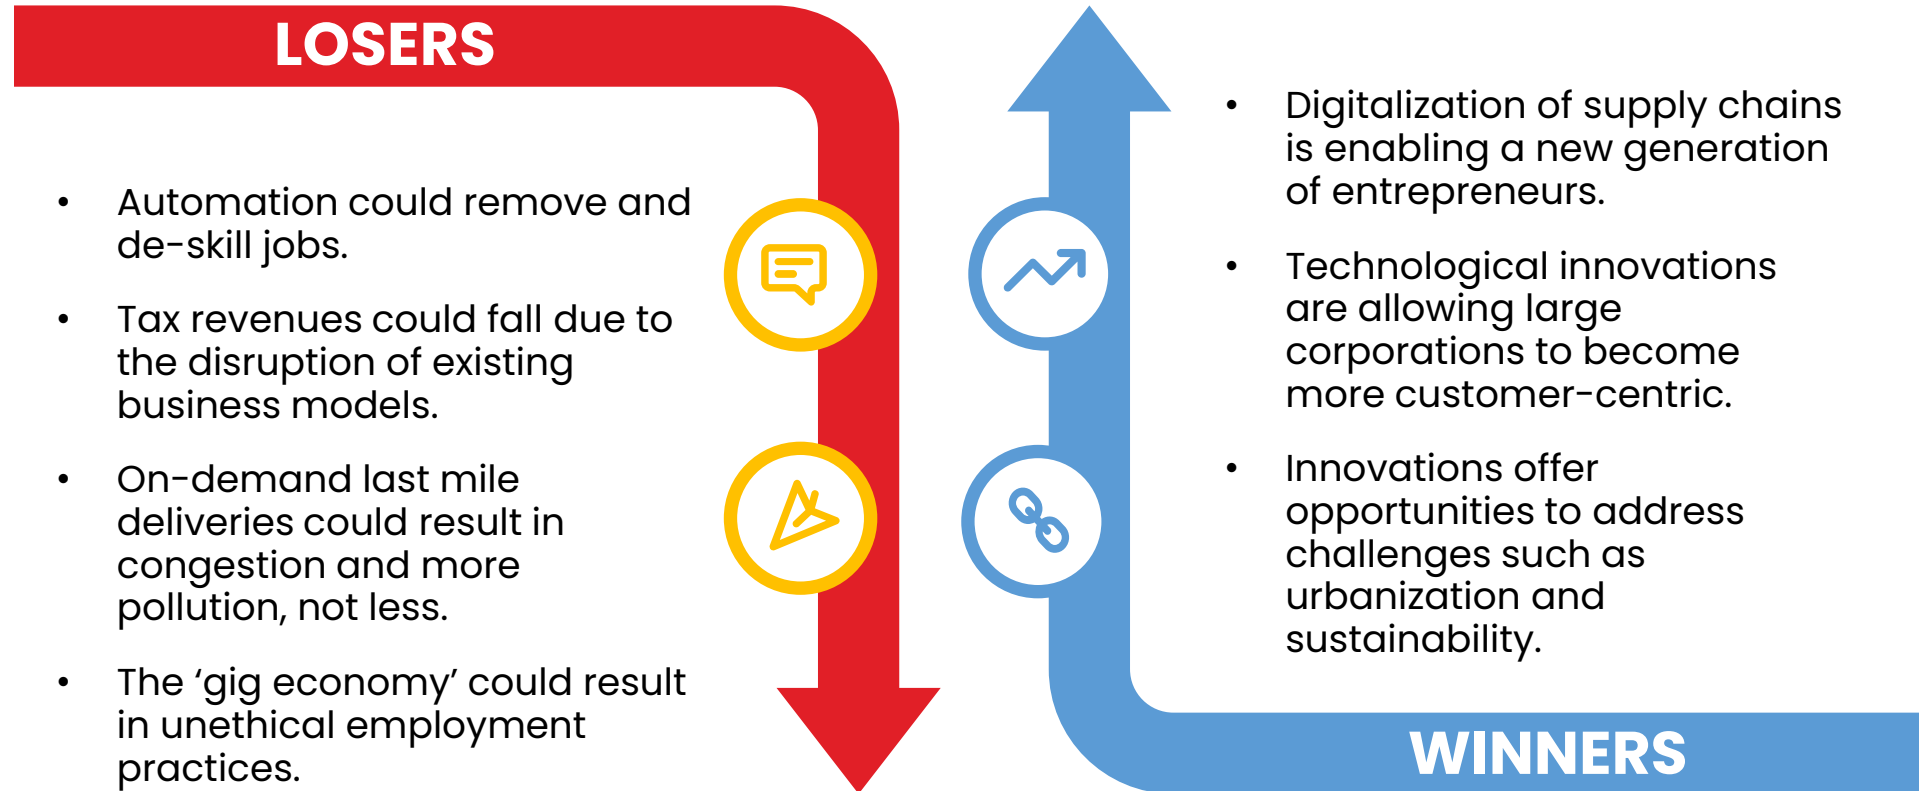 LOSERS
• Automation could remove and
de-skill jobs.
• Tax revenues could fall due to
the disruption of existing
business models.
• On-demand last mile
deliveries could result in
congestion and more
pollution, not less.
• The ‘gig economy’ could result
in unethical employment
practices.
• Digitalization of supply chains
is enabling a new generation
of entrepreneurs.
• Technological innovations
are allowing large
corporations to become
more customer-centric.
• Innovations offer
opportunities to address
challenges such as
urbanization and
sustainability.
WINNERS